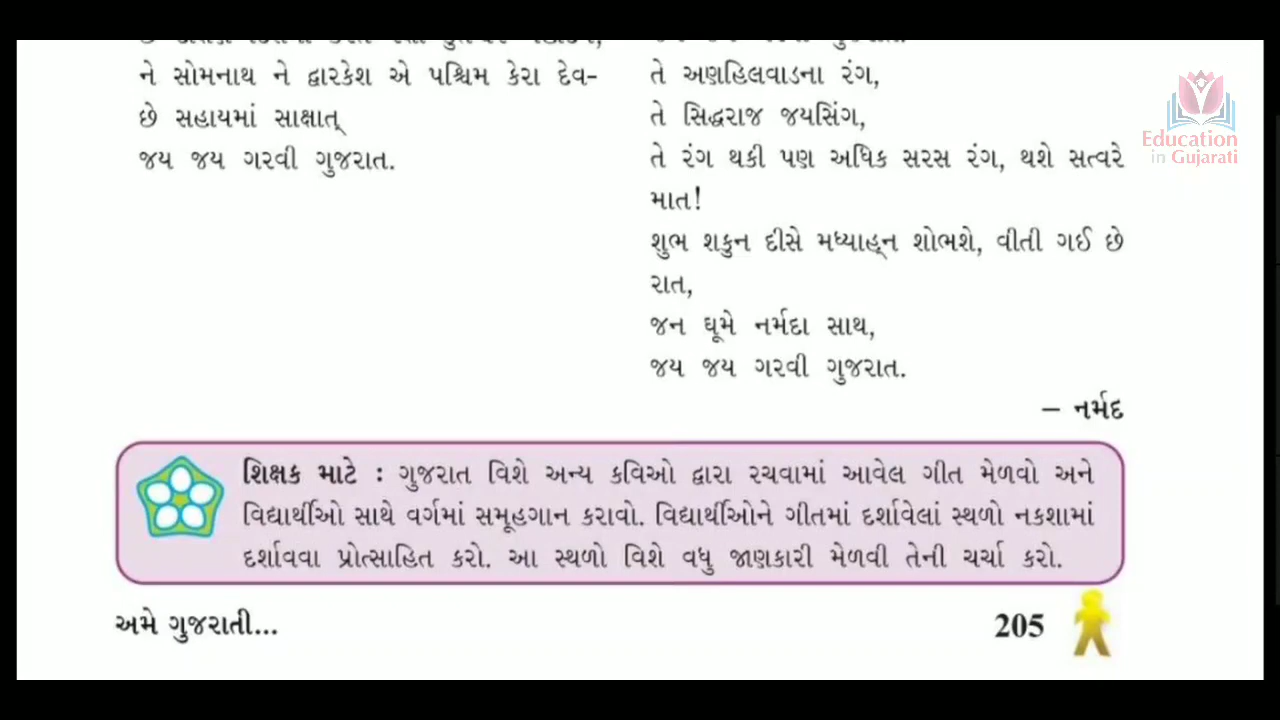 ને સોમનાથ ને દ્વારકેશ એ પશ્ચિમ કેરા દેવ-
છે સહાયમાં સાક્ષાત્
જય જય ગરવી ગુજરાત.
તે અણહિલવાડના રંગ,
તે સિદ્ધરાજ જયસિંગ,
તે રંગ થકી પણ અધિક સરસ રંગ, થશે સત્વરે
માત!
શુભ શકુન દીસે મધ્યાહ્ન શોભશે, વીતી ગઈ છે
રાત,
જન ઘૂમે નર્મદા સાથ,
જય જય ગરવી ગુજરાત.
– નર્મદ
શિક્ષક માટે : ગુજરાત વિશે અન્ય કવિઓ દ્વારા રચવામાં આવેલ ગીત મેળવો અને
વિદ્યાર્થીઓ સાથે વર્ગમાં સમૂહગાન કરાવો. વિદ્યાર્થીઓને ગીતમાં દર્શાવેલાં સ્થળો નકશામાં
દર્શાવવા પ્રોત્સાહિત કરો. આ સ્થળો વિશે વધુ જાણકારી મેળવી તેની ચર્ચા કરો.
અમે ગુજરાતી...
205
Education
in Gujarati